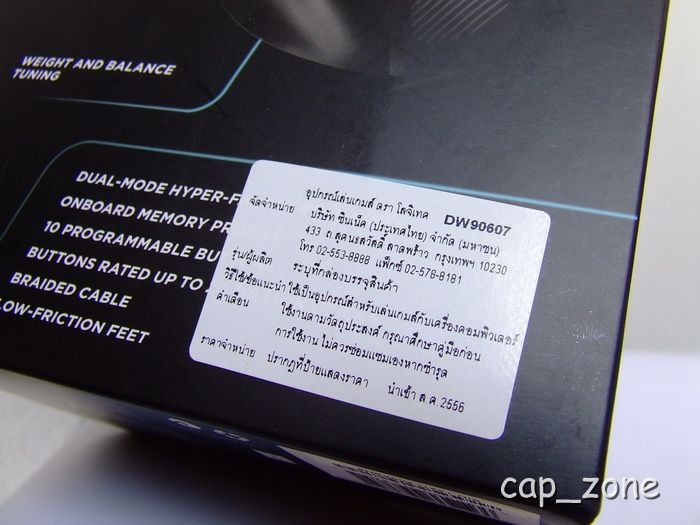 WEIGHT AND BALANCE
TUNING
DUAL-MODE HYPER-F
ONBOARD MEMORY PR
10 PROGRAMMABLE BU
BUTTONS RATED UP TO
BRAIDED CABLE
LOW-FRICTION FEET
อุปกรณ์เล่นเกมส์ ตรา โลจิเทค DW90607
จัดจำหน่าย บริษัท ซินเน็ค (ประเทศไทย) จำกัด (มหาชน)
433 ถ.สุคนธสวัสดิ์ ลาดพร้าว กรุงเทพฯ 10230
โทร 02-553-8888 แฟ็กซ์ 02-578-8181
รุ่น/ผู้ผลิต ระบุที่กล่องบรรจุสินค้า
วิธีใช้/ข้อแนะนำ ใช้เป็นอุปกรณ์สำหรับเล่นเกมส์กับเครื่องคอมพิวเตอร์
คำเตือน ใช้งานตามวัตถุประสงค์ กรุณาศึกษาคู่มือก่อน
การใช้งาน ไม่ควรซ่อมแซมเองหากชำรุด
ราคาจำหน่าย ปรากฏที่ป้ายแสดงราคา นำเข้า ส.ค. 2556
cap_zone